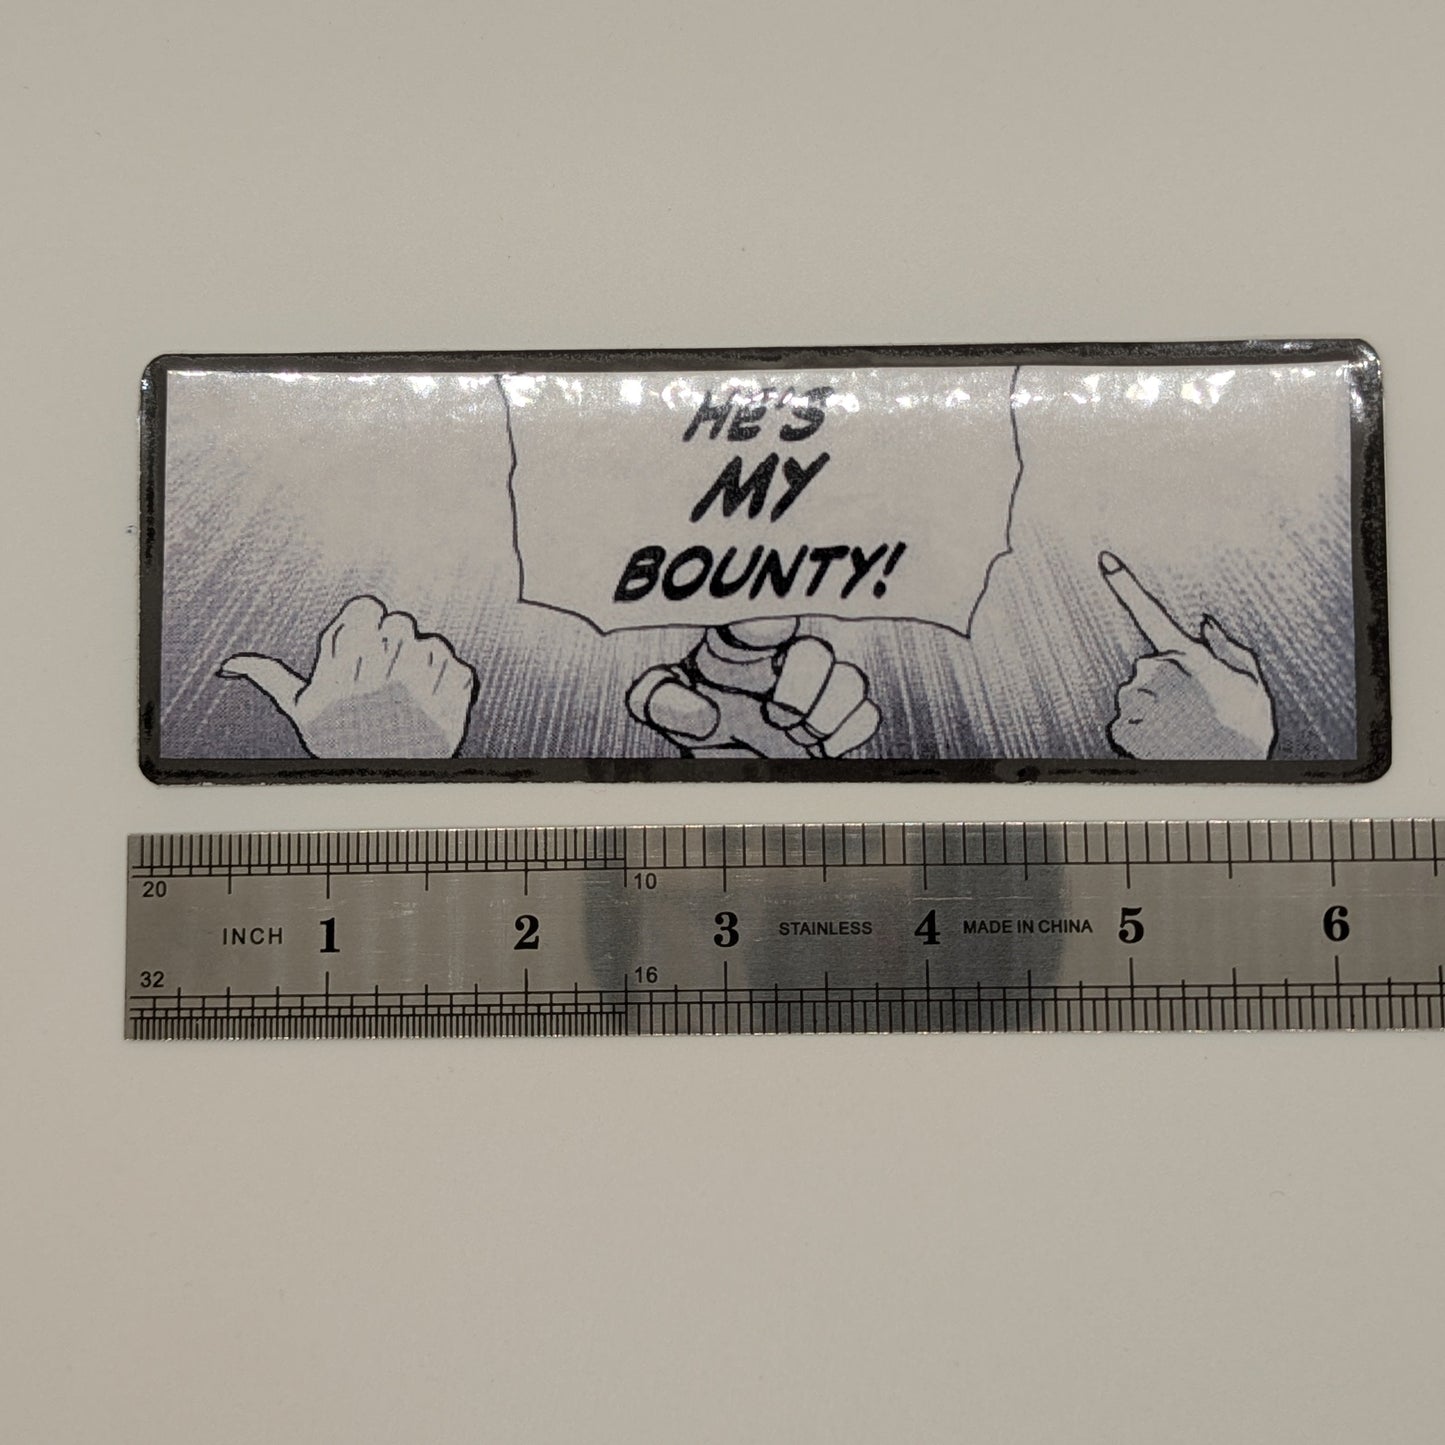 HE'S
MY
BOUNTY!
20 10
INCH 1 2 3 STAINLESS 4 MADE IN CHINA 5 6
32 16